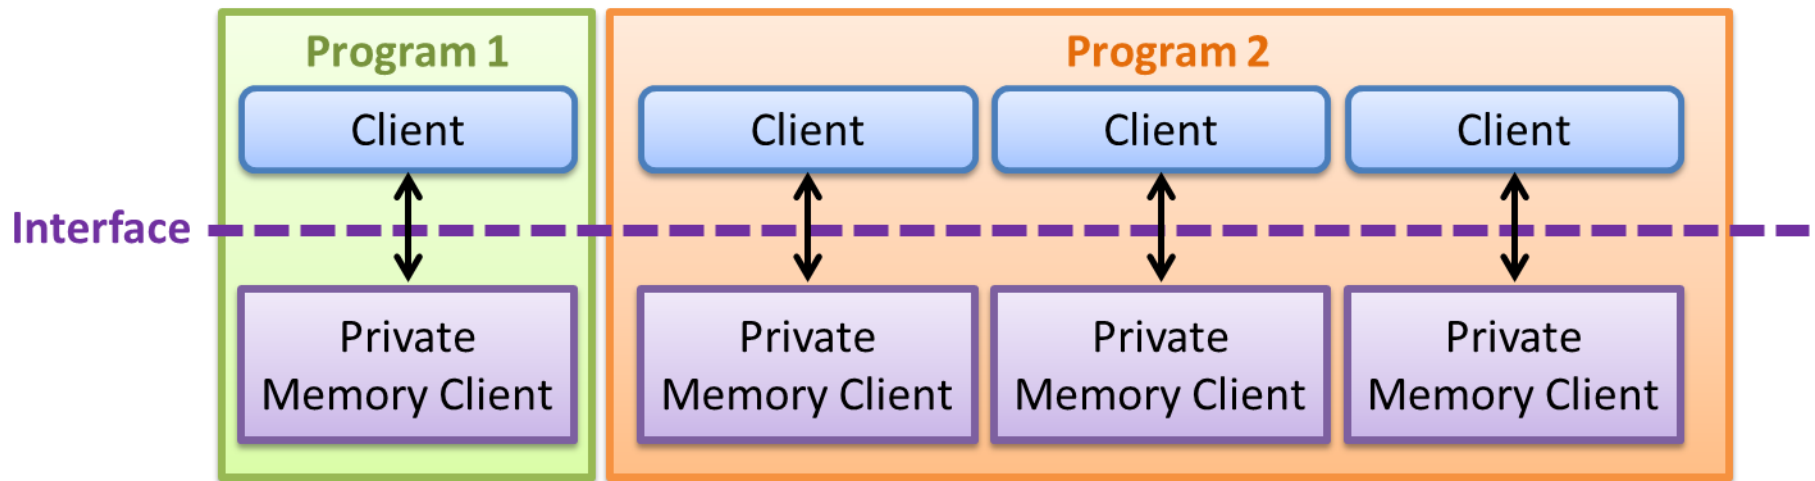 Program 1
Program 2
Client
Client
Client
Client
Interface
Private
Memory Client
Private
Memory Client
Private
Memory Client
Private
Memory Client